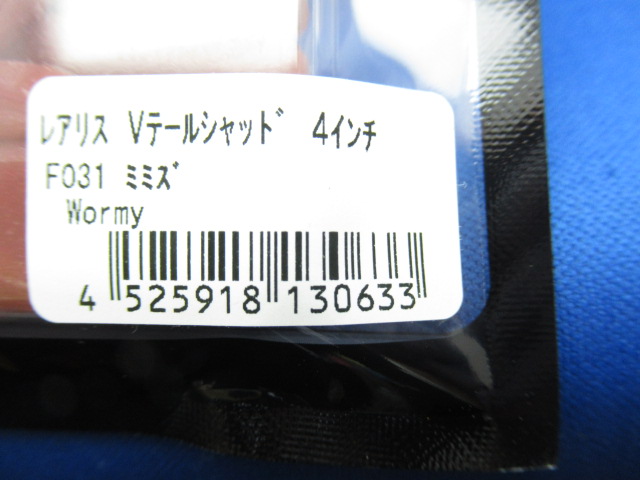 ﾚｱﾘｽ Vﾃｰﾙｼｬｯﾄﾞ 4ｲﾝﾁ
F031 ﾐﾐｽﾞ
Wormy
4 525918 130633